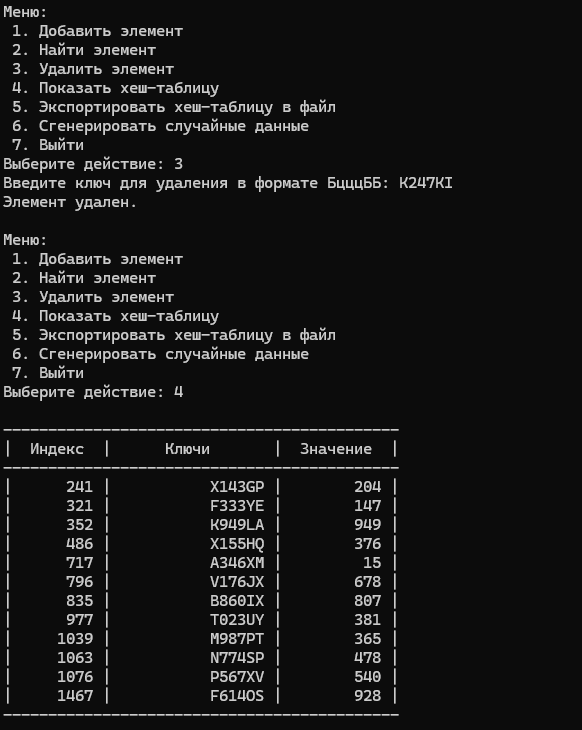 Меню:
1. Добавить элемент
2. Найти элемент
3. Удалить элемент
4. Показать хеш-таблицу
5. Экспортировать хеш-таблицу в файл
6. Сгенерировать случайные данные
7. Выйти
Выберите действие: 3
Введите ключ для удаления в формате БцццББ: K247KI
Элемент удален.
Меню:
1. Добавить элемент
2. Найти элемент
3. Удалить элемент
4. Показать хеш-таблицу
5. Экспортировать хеш-таблицу в файл
6. Сгенерировать случайные данные
7. Выйти
Выберите действие: 4
| Индекс | Ключи | Значение |
| 241 | X143GP | 204 |
| 321 | F333YE | 147 |
| 352 | K949LA | 949 |
| 486 | X155HQ | 376 |
| 717 | A346XM | 15 |
| 796 | V176JX | 678 |
| 835 | B860IX | 807 |
| 977 | T023UY | 381 |
| 1039 | M987PT | 365 |
| 1063 | N774SP | 478 |
| 1076 | P567XV | 540 |
| 1467 | F614OS | 928 |